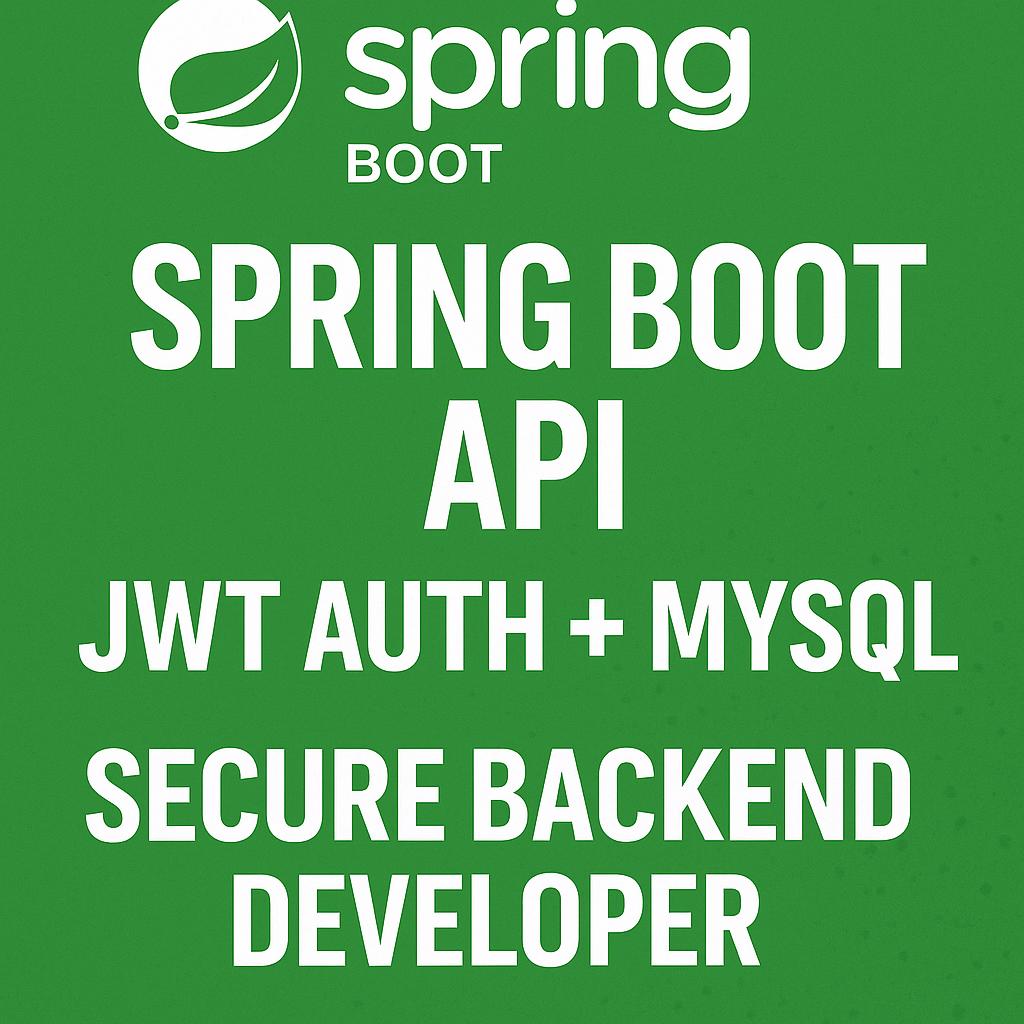 spring
BOOT
SPRING BOOT
API
JWT AUTH + MYSQL
SECURE BACKEND
DEVELOPER